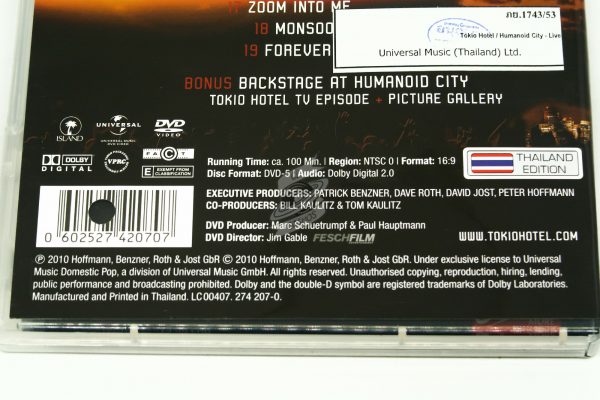 17 ZOOM INTO ME
18 MONSOO
19 FOREVER
ภย.1743/53
Tokio Hotel / Humanoid City - Live
Universal Music (Thailand) Ltd.
BONUS BACKSTAGE AT HUMANOID CITY
TOKIO HOTEL TV EPISODE + PICTURE GALLERY
ISLAND
UNIVERSAL
UNIVERSAL MUSIC DVD VIDEO
DVD
VIDEO
DOLBY
DIGITAL
VPRC
FACT
E EXEMPT FROM CLASSIFICATION
Running Time: ca. 100 Min. | Region: NTSC 0 | Format: 16:9
Disc Format: DVD-5 | Audio: Dolby Digital 2.0
THAILAND
EDITION
EXECUTIVE PRODUCERS: PATRICK BENZNER, DAVE ROTH, DAVID JOST, PETER HOFFMANN
CO-PRODUCERS: BILL KAULITZ & TOM KAULITZ
DVD Producer: Marc Schuetrumpf & Paul Hauptmann
DVD Director: Jim Gable FESCHFILM
WWW.TOKIOHOTEL.COM
0 602527 420707
℗ 2010 Hoffmann, Benzner, Roth & Jost GbR © 2010 Hoffmann, Benzner, Roth & Jost GbR. Under exclusive license to Universal
Music Domestic Pop, a division of Universal Music GmbH. All rights reserved. Unauthorised copying, reproduction, hiring, lending,
public performance and broadcasting prohibited. Dolby and the double-D symbol are registered trademarks of Dolby Laboratories.
Manufactured and Printed in Thailand. LC00407. 274 207-0.